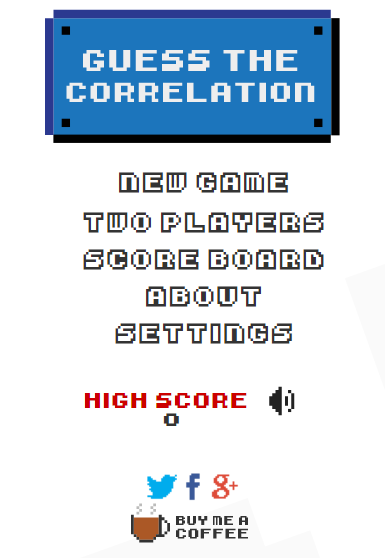 GUESS THE
CORRELATION
NEW GAME
TWO PLAYERS
SCORE BOARD
ABOUT
SETTINGS
HIGH SCORE
0
g+
BUY ME A
COFFEE